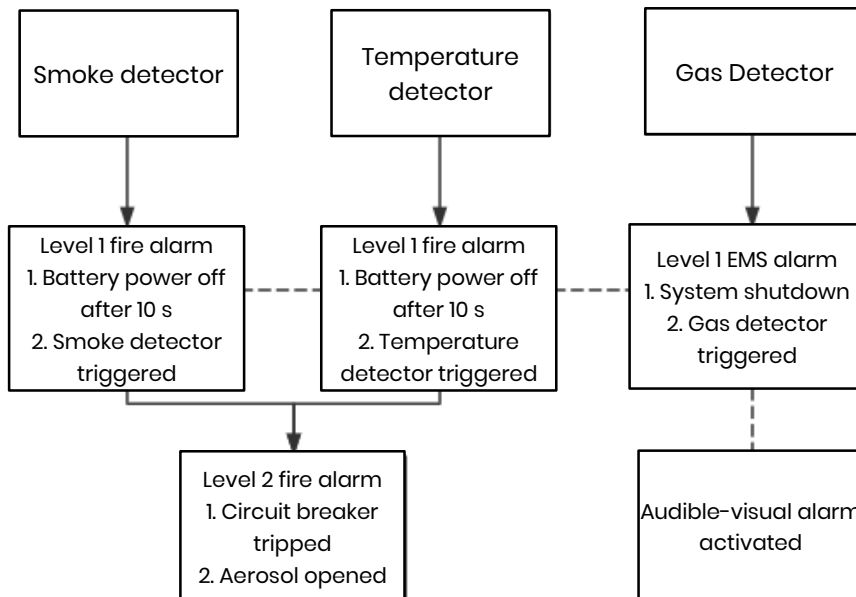 Smoke detector
Temperature
detector
Gas Detector
Level 1 fire alarm
1. Battery power off
after 10 s
2. Smoke detector
triggered
Level 1 fire alarm
1. Battery power off
after 10 s
2. Temperature
detector triggered
Level 1 EMS alarm
1. System shutdown
2. Gas detector
triggered
Level 2 fire alarm
1. Circuit breaker
tripped
2. Aerosol opened
Audible-visual alarm
activated